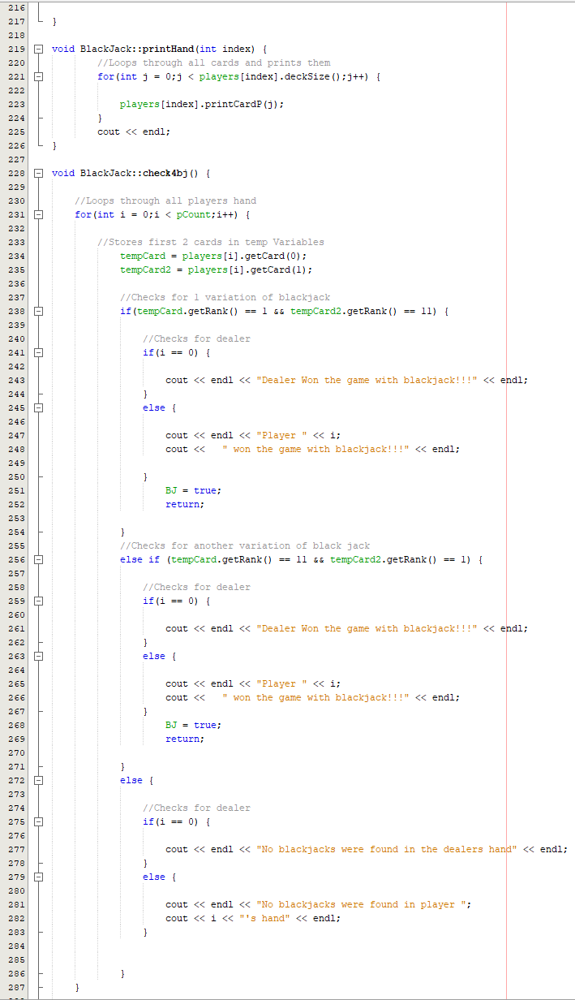 216
217 }
218
219 void BlackJack::printHand(int index) {
220 //Loops through all cards and prints them
221 for(int j = 0;j < players[index].deckSize();j++) {
222
223 players[index].printCardP(j);
224 }
225 cout << endl;
226 }
227
228 void BlackJack::check4bj() {
229
230 //Loops through all players hand
231 for(int i = 0;i < pCount;i++) {
232
233 //Stores first 2 cards in temp Variables
234 tempCard = players[i].getCard(0);
235 tempCard2 = players[i].getCard(1);
236
237 //Checks for 1 variation of blackjack
238 if(tempCard.getRank() == 1 && tempCard2.getRank() == 11) {
239
240 //Checks for dealer
241 if(i == 0) {
242
243 cout << endl << "Dealer Won the game with blackjack!!!" << endl;
244 }
245 else {
246
247 cout << endl << "Player " << i;
248 cout << " won the game with blackjack!!!" << endl;
249
250 }
251 BJ = true;
252 return;
253
254 }
255 //Checks for another variation of black jack
256 else if (tempCard.getRank() == 11 && tempCard2.getRank() == 1) {
257
258 //Checks for dealer
259 if(i == 0) {
260
261 cout << endl << "Dealer Won the game with blackjack!!!" << endl;
262 }
263 else {
264
265 cout << endl << "Player " << i;
266 cout << " won the game with blackjack!!!" << endl;
267 }
268 BJ = true;
269 return;
270
271 }
272 else {
273
274 //Checks for dealer
275 if(i == 0) {
276
277 cout << endl << "No blackjacks were found in the dealers hand" << endl;
278 }
279 else {
280
281 cout << endl << "No blackjacks were found in player ";
282 cout << i << "'s hand" << endl;
283 }
284
285
286 }
287 }